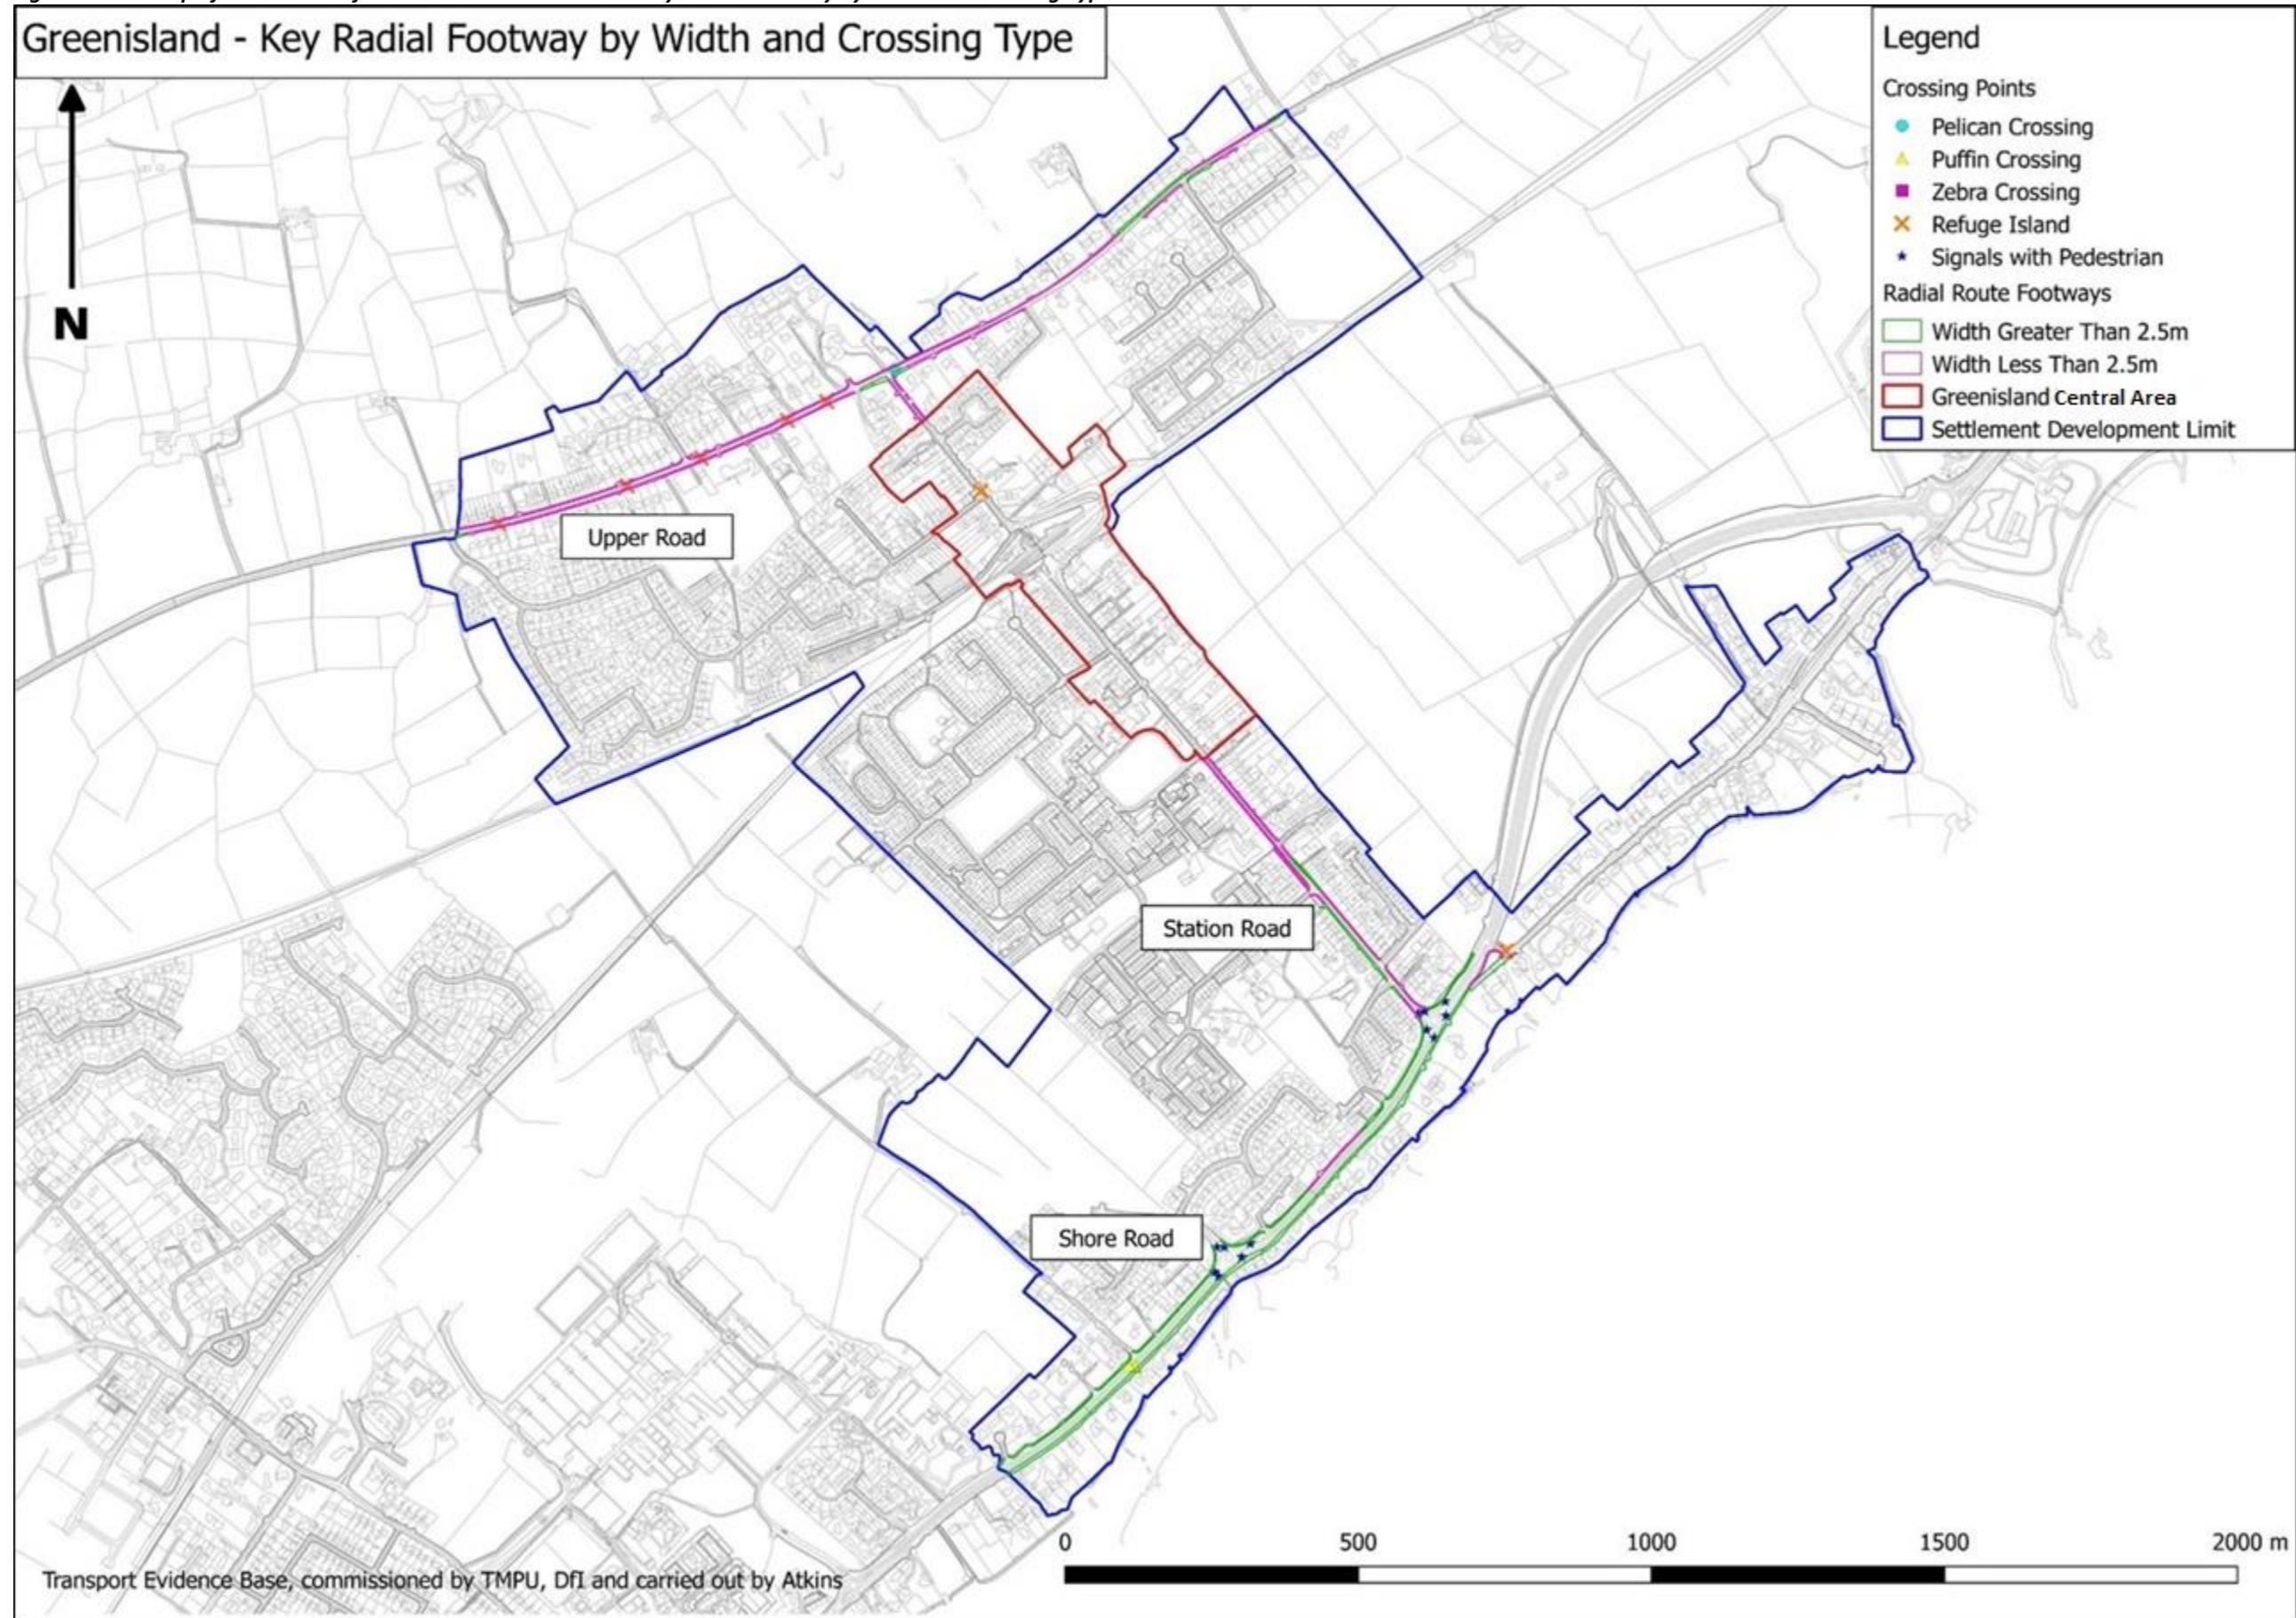 Greenisland - Key Radial Footway by Width and Crossing Type
N
Legend
Crossing Points
Pelican Crossing
Puffin Crossing
Zebra Crossing
Refuge Island
Signals with Pedestrian
Radial Route Footways
Width Greater Than 2.5m
Width Less Than 2.5m
Greenisland Central Area
Settlement Development Limit
Upper Road
Station Road
Shore Road
0 500 1000 1500 2000 m
Transport Evidence Base, commissioned by TMPU, DfI and carried out by Atkins